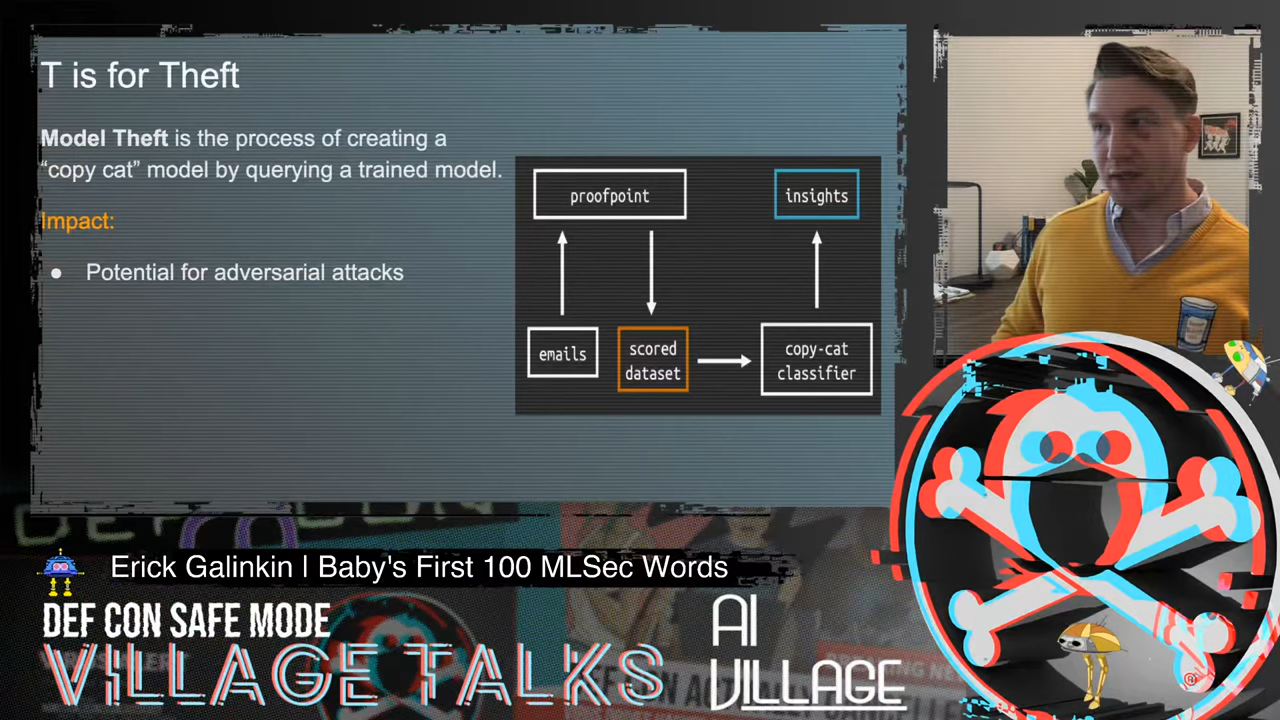 T is for Theft
Model Theft is the process of creating a
“copy cat” model by querying a trained model.
Impact:
● Potential for adversarial attacks
proofpoint
insights
emails
scored
dataset
copy-cat
classifier
Erick Galinkin | Baby's First 100 MLSec Words
DEF CON SAFE MODE
VILLAGE TALKS
AI
VILLAGE